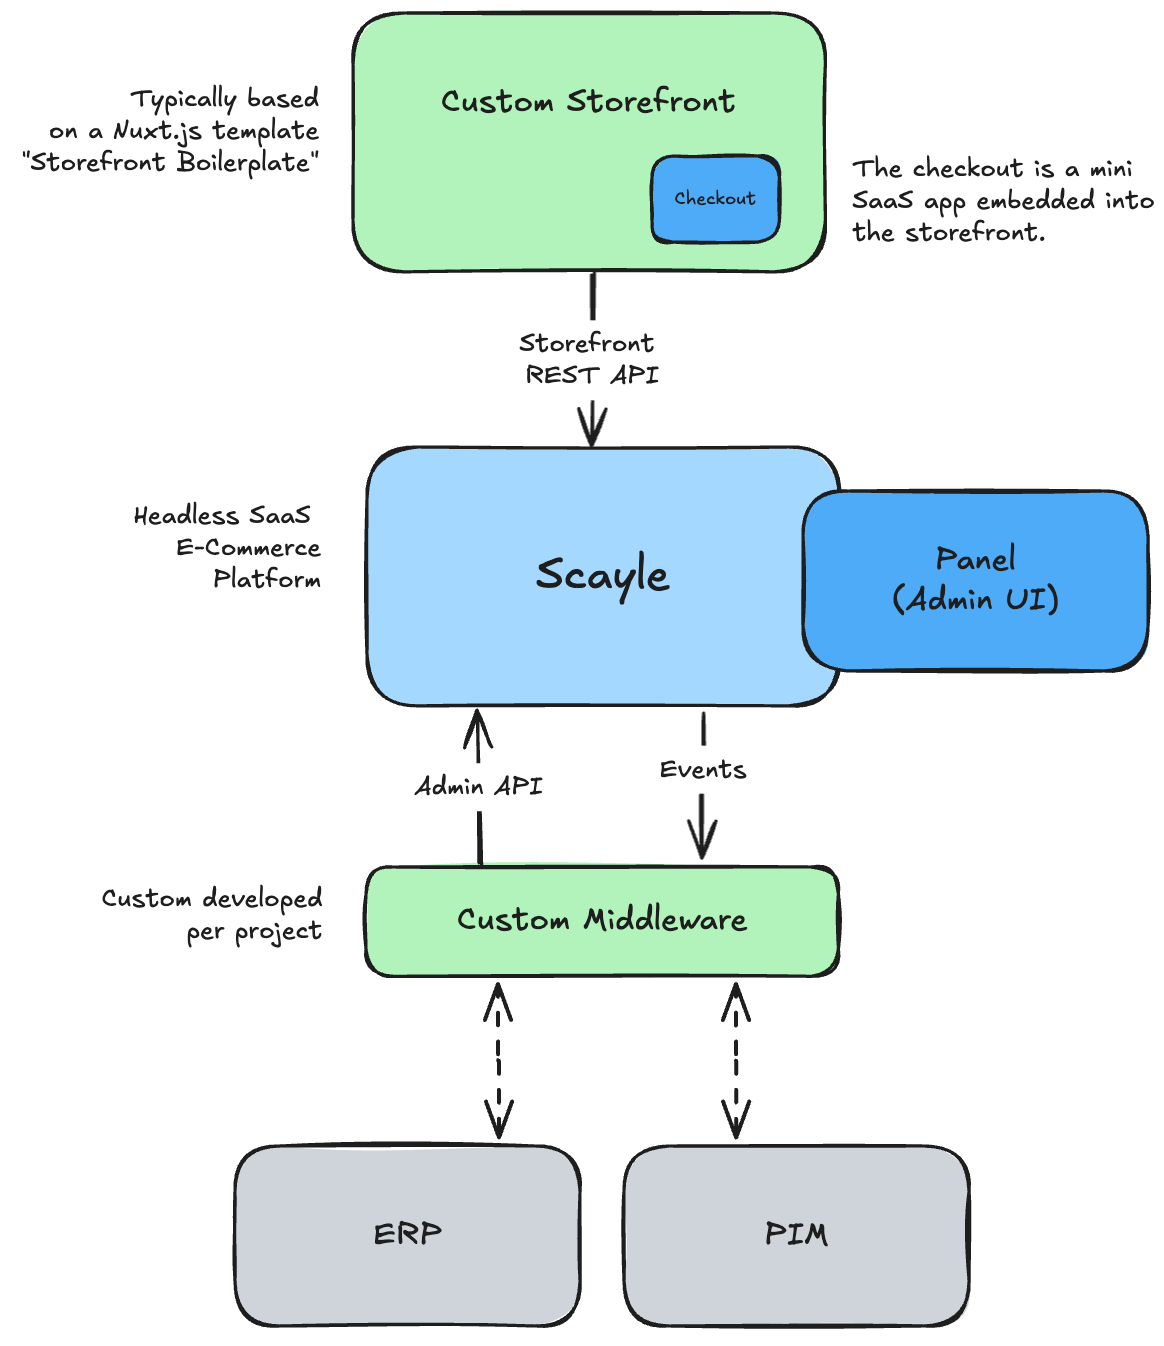 Custom Storefront
Typically based
on a Nuxt.js template
"Storefront Boilerplate"
Checkout
The checkout is a mini
SaaS app embedded into
the storefront.
Storefront
REST API
Headless SaaS
E-Commerce
Platform
Scayle
Panel
(Admin UI)
Admin API
Events
Custom developed
per project
Custom Middleware
ERP
PIM